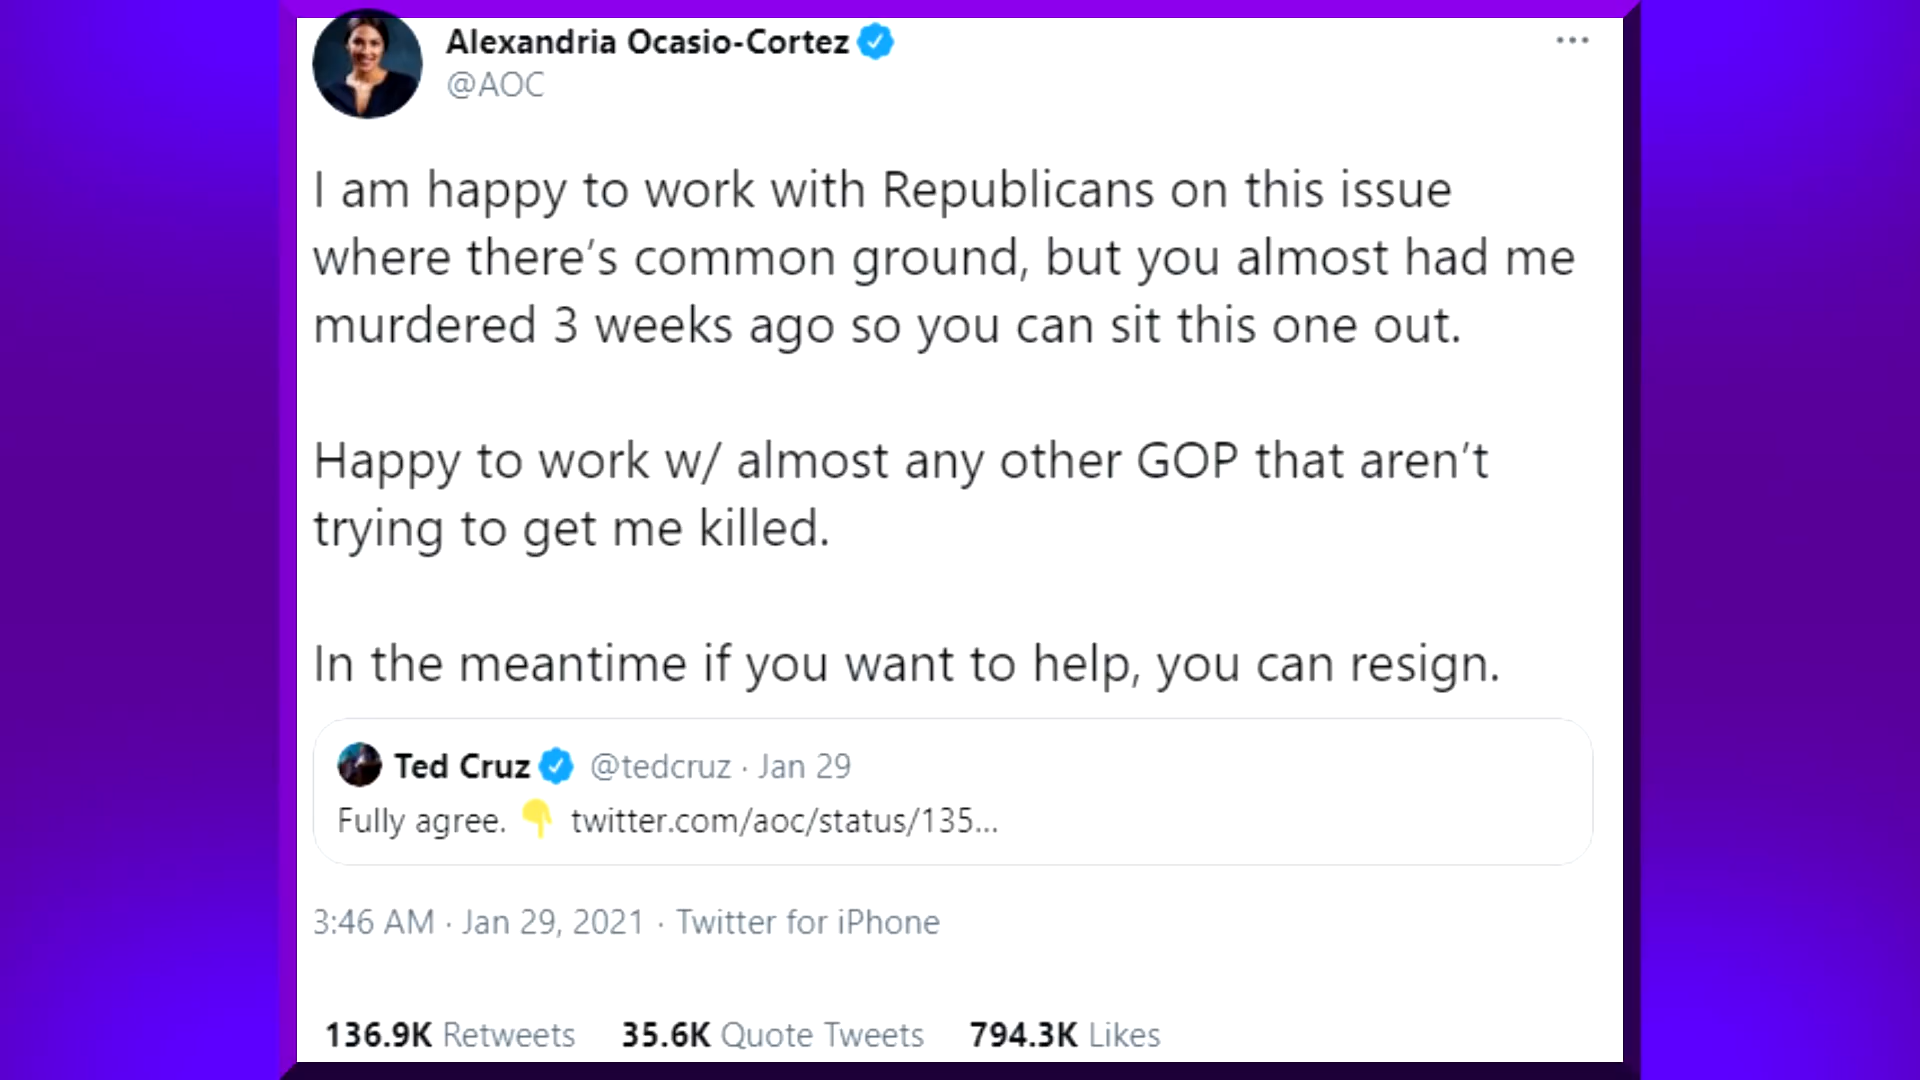 Alexandria Ocasio-Cortez
@AOC
I am happy to work with Republicans on this issue
where there's common ground, but you almost had me
murdered 3 weeks ago so you can sit this one out.
Happy to work w/ almost any other GOP that aren't
trying to get me killed.
In the meantime if you want to help, you can resign.
Ted Cruz @tedcruz · Jan 29
Fully agree. 👇 twitter.com/aoc/status/135...
3:46 AM · Jan 29, 2021 · Twitter for iPhone
136.9K Retweets 35.6K Quote Tweets 794.3K Likes